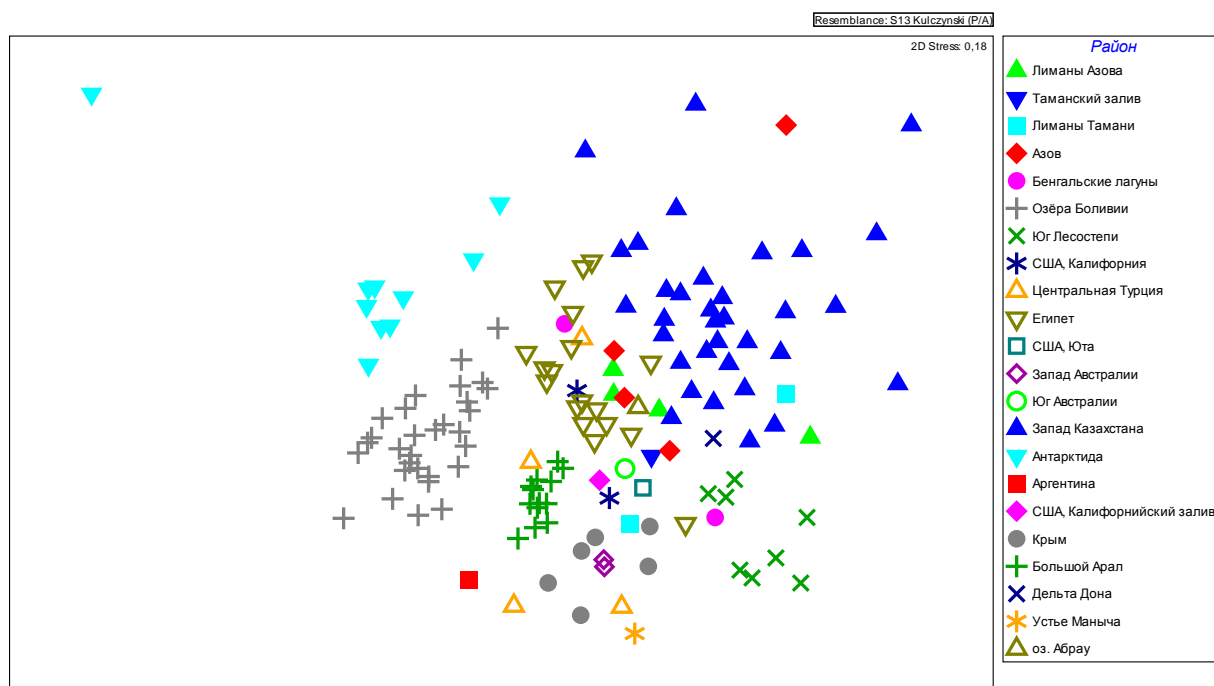 Resemblance: S13 Kulczynski (P/A)
2D Stress: 0,18
Район
Лиманы Азова
Таманский залив
Лиманы Тамани
Азов
Бенгальские лагуны
Озёра Боливии
Юг Лесостепи
США, Калифорния
Центральная Турция
Египет
США, Юта
Запад Австралии
Юг Австралии
Запад Казахстана
Антарктида
Аргентина
США, Калифорнийский залив
Крым
Большой Арал
Дельта Дона
Устье Маныча
оз. Абрау